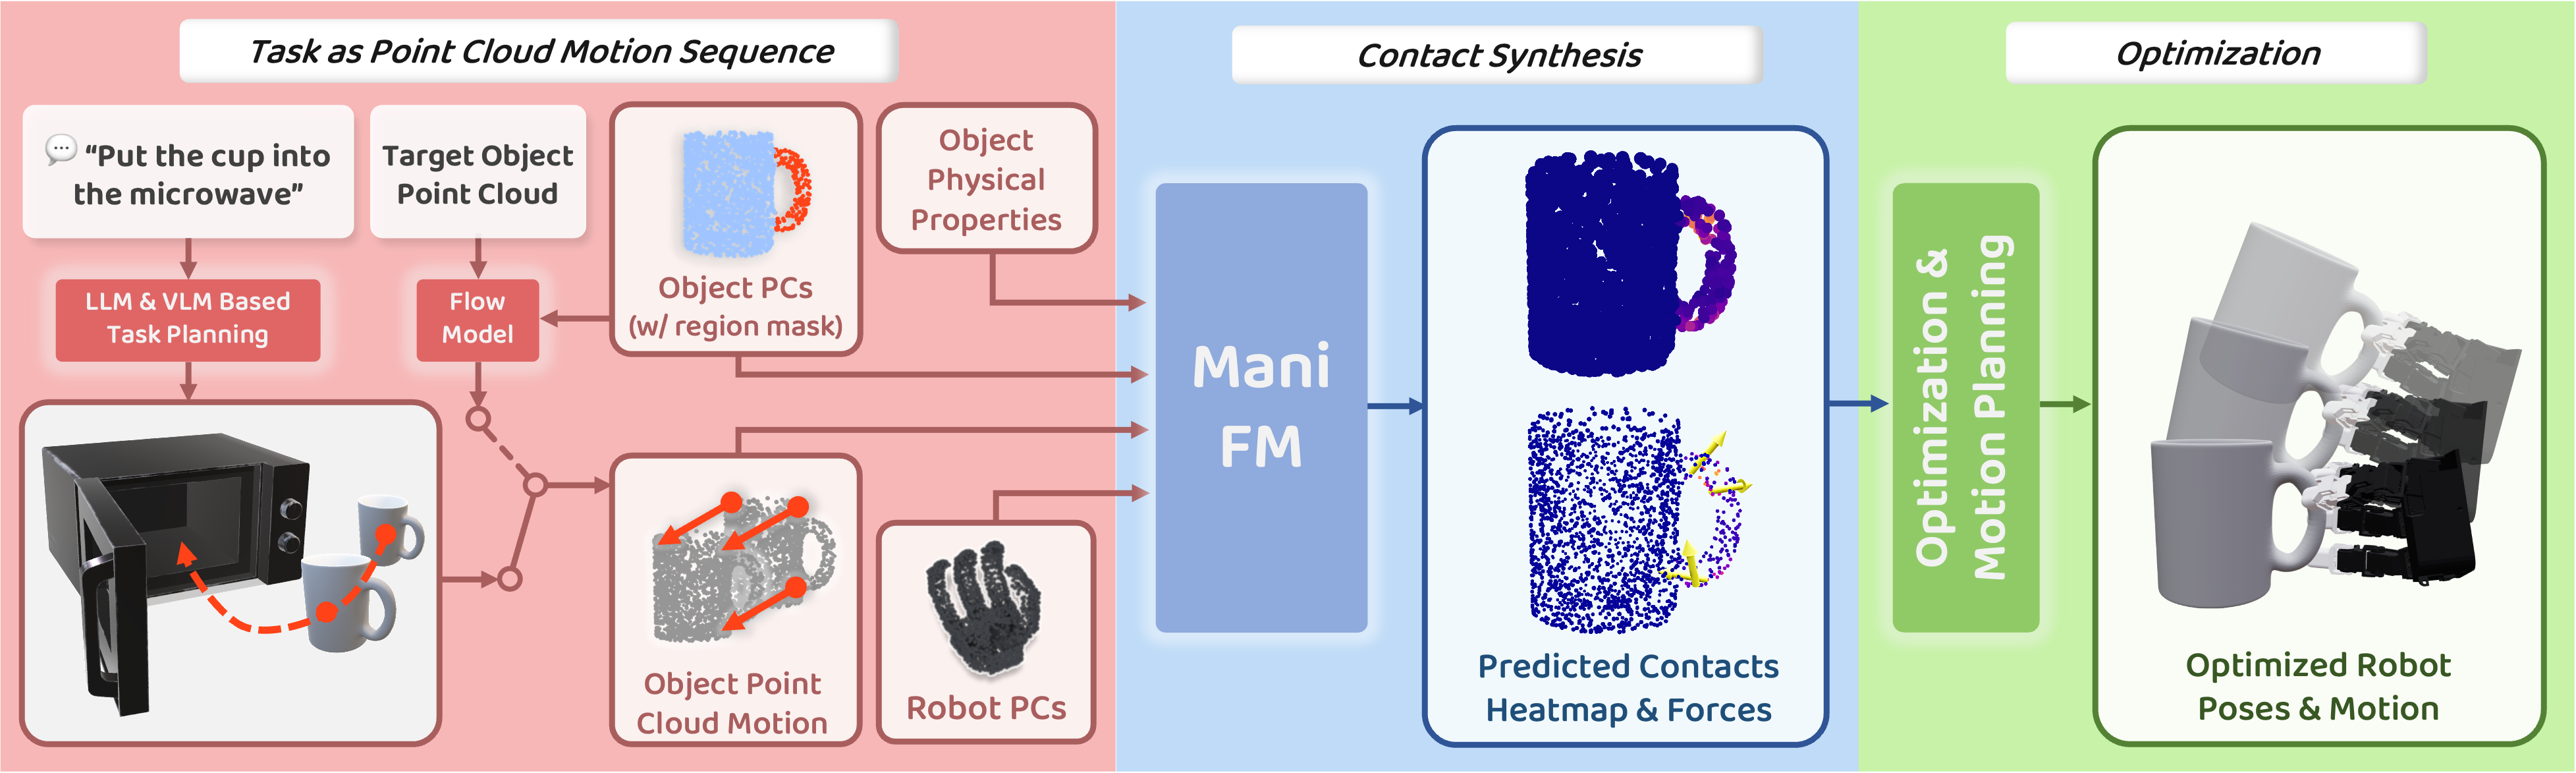 Task as Point Cloud Motion Sequence
“Put the cup into
the microwave”
Target Object
Point Cloud
LLM & VLM Based
Task Planning
Flow
Model
Object PCs
(w/ region mask)
Object
Physical
Properties
Object Point
Cloud Motion
Robot PCs
Contact Synthesis
Mani
FM
Predicted Contacts
Heatmap & Forces
Optimization
Optimization &
Motion Planning
Optimized Robot
Poses & Motion